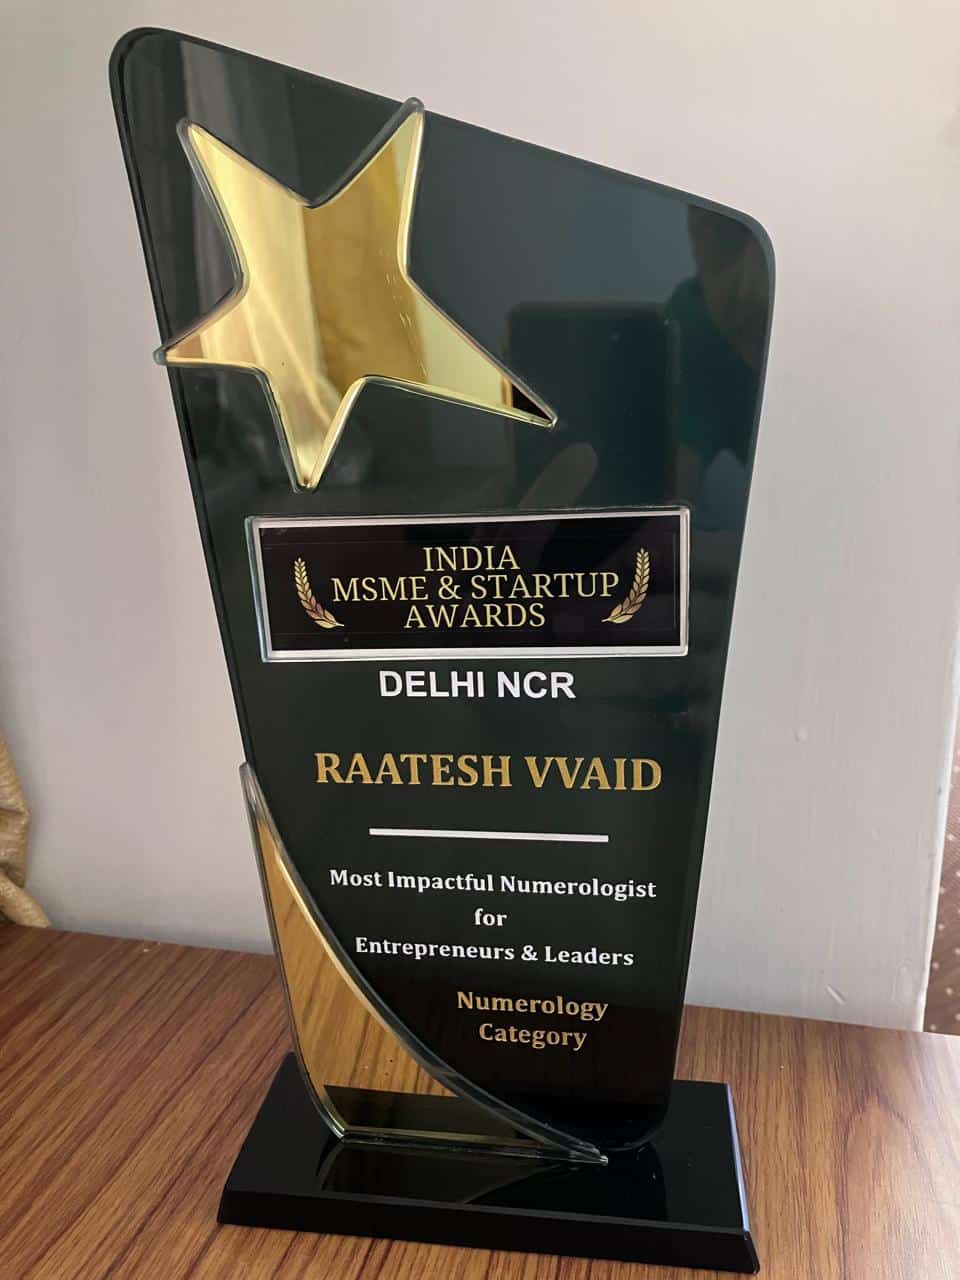 INDIA
MSME & STARTUP
AWARDS
DELHI NCR
RAATESH VVAID
Most Impactful Numerologist
for
Entrepreneurs & Leaders
Numerology
Category